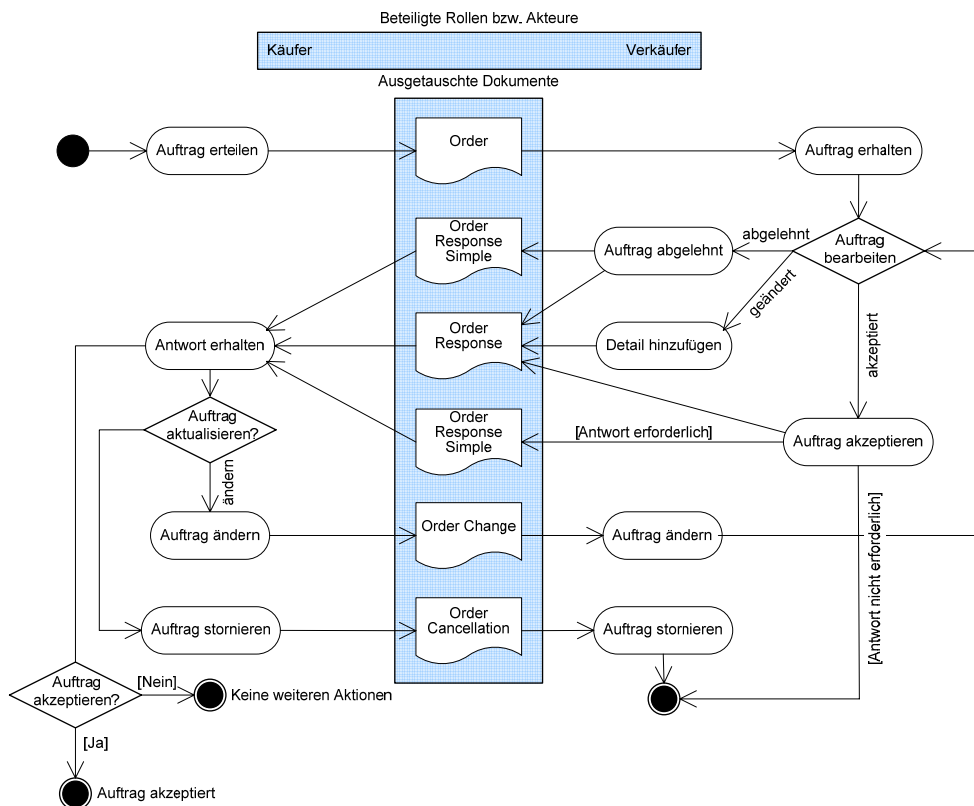 Beteiligte Rollen bzw. Akteure
Käufer
Verkäufer
Ausgetauschte Dokumente
Auftrag erteilen
Order
Auftrag erhalten
Order
Response
Simple
Auftrag abgelehnt
abgelehnt
Auftrag
bearbeiten
geändert
Antwort erhalten
Order
Response
Detail hinzufügen
akzeptiert
Auftrag
aktualisieren?
Order
Response
Simple
[Antwort erforderlich]
Auftrag akzeptieren
ändern
Auftrag ändern
Order Change
Auftrag ändern
[Antwort nicht erforderlich]
Auftrag stornieren
Order
Cancellation
Auftrag stornieren
Auftrag
akzeptieren?
[Nein]
Keine weiteren Aktionen
[Ja]
Auftrag akzeptiert